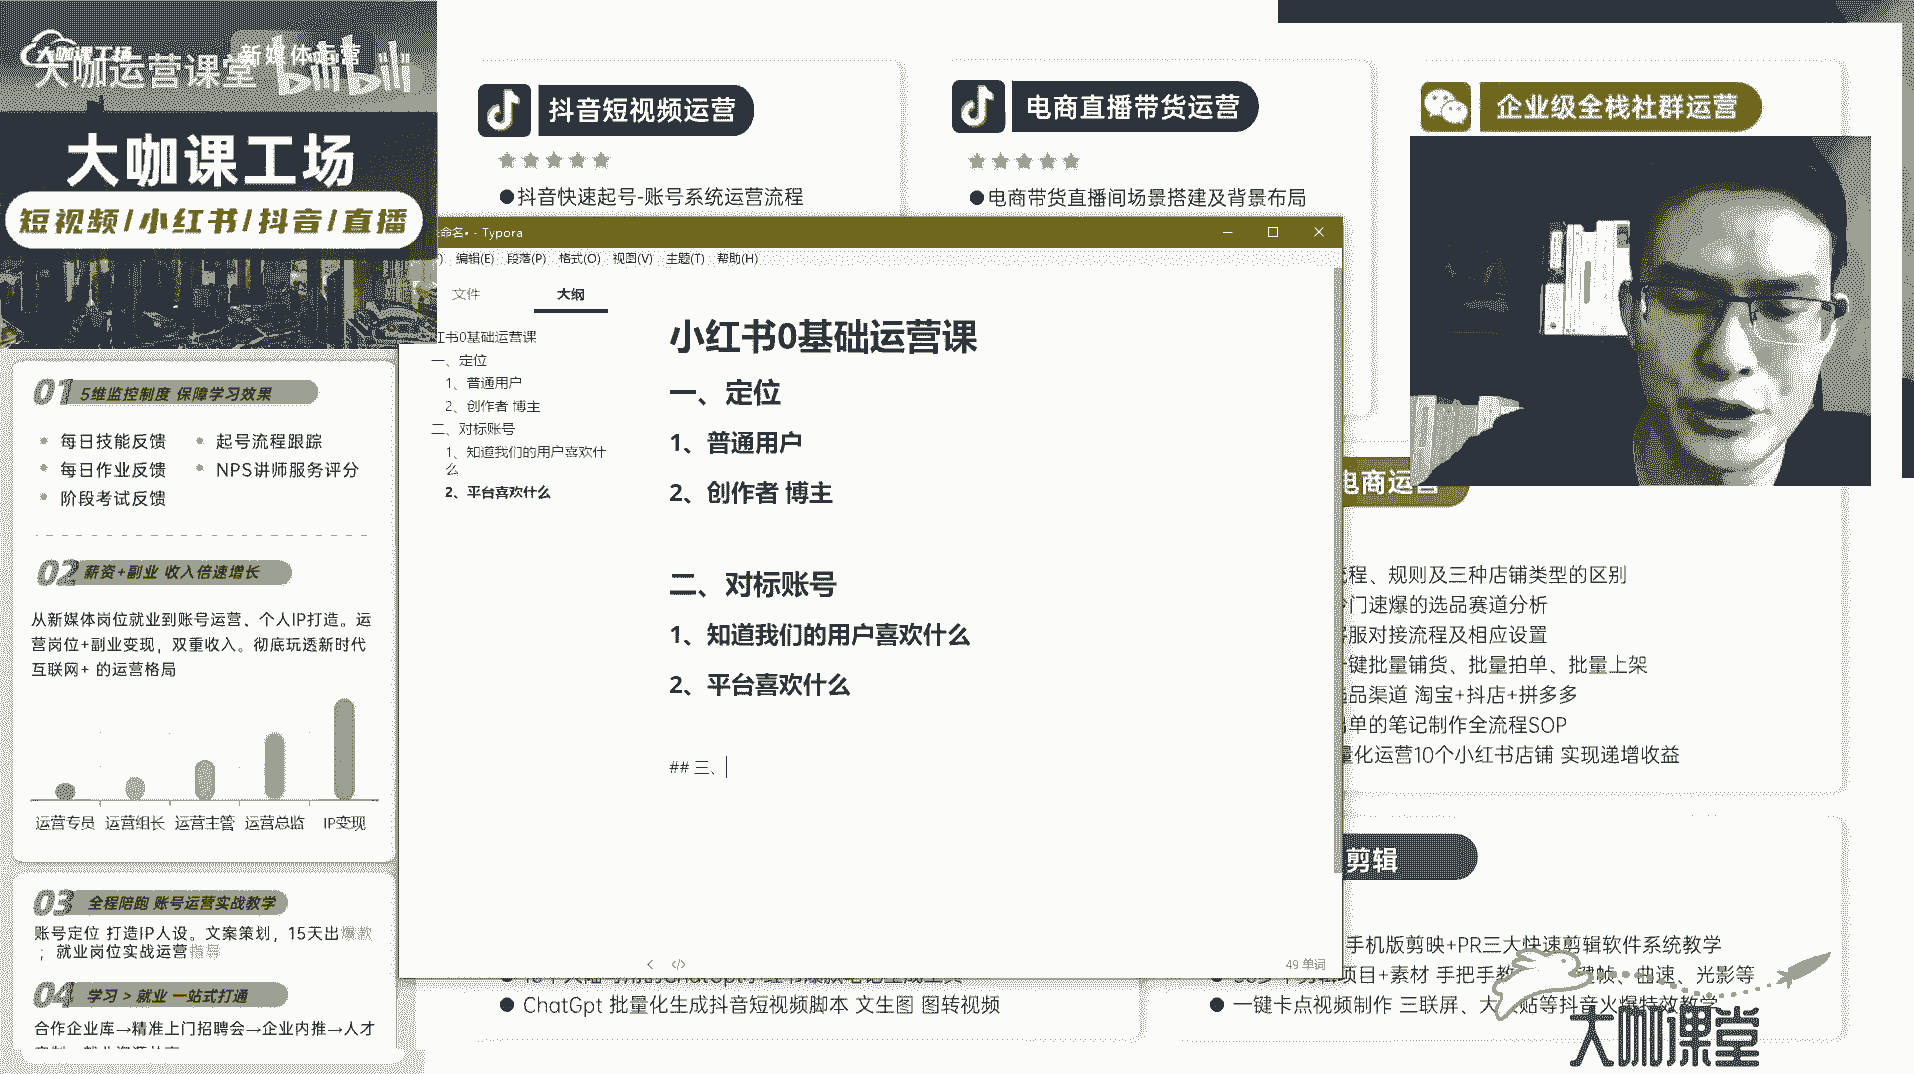 大咖课工场
新媒体运营
大咖运营课堂 bilibili
大咖课工场
短视频/小红书/抖音/直播
01 5维监控制度 保障学习效果
每日技能反馈
起号流程跟踪
每日作业反馈
NPS讲师服务评分
阶段考试反馈
02 薪资+副业 收入倍速增长
从新媒体岗位就业到账号运营、个人IP打造。运
营岗位+副业变现，双重收入。彻底玩透新时代
互联网+ 的运营格局
运营专员 运营组长 运营主管 运营总监 IP变现
03 全程陪跑 账号运营实战教学
账号定位 打造IP人设。文案策划，15天出爆款
；就业岗位实战运营指导
04 学习 > 就业 一站式打通
合作企业库→精准上门招聘会→企业内推→人才
抖音短视频运营
●抖音快速起号-账号系统运营流程
电商直播带货运营
●电商带货直播间场景搭建及背景布局
企业级全栈社群运营
命名• - Typora
编辑(E) 段落(P) 格式(O) 视图(V) 主题(T) 帮助(H)
文件 大纲
书0基础运营课
一、定位
1、普通用户
2、创作者 博主
二、对标账号
1、知道我们的用户喜欢什
么
2、平台喜欢什么
小红书0基础运营课
一、定位
1、普通用户
2、创作者 博主
二、对标账号
1、知道我们的用户喜欢什么
2、平台喜欢什么
## 三、
49 单词
电商运营
程、规则及三种店铺类型的区别
门速爆的选品赛道分析
服对接流程及相应设置
键批量铺货、批量拍单、批量上架
品渠道 淘宝+抖店+拼多多
单的笔记制作全流程SOP
量化运营10个小红书店铺 实现递增收益
剪辑
手机版剪映+PR三大快速剪辑软件系统教学
项目+素材 手把手教
帧、曲速、光影等
●一键卡点视频制作 三联屏、大
贴等抖音火爆特效教学
●ChatGpt 批量化生成抖音短视频脚本 文生图 图转视频
大咖课堂